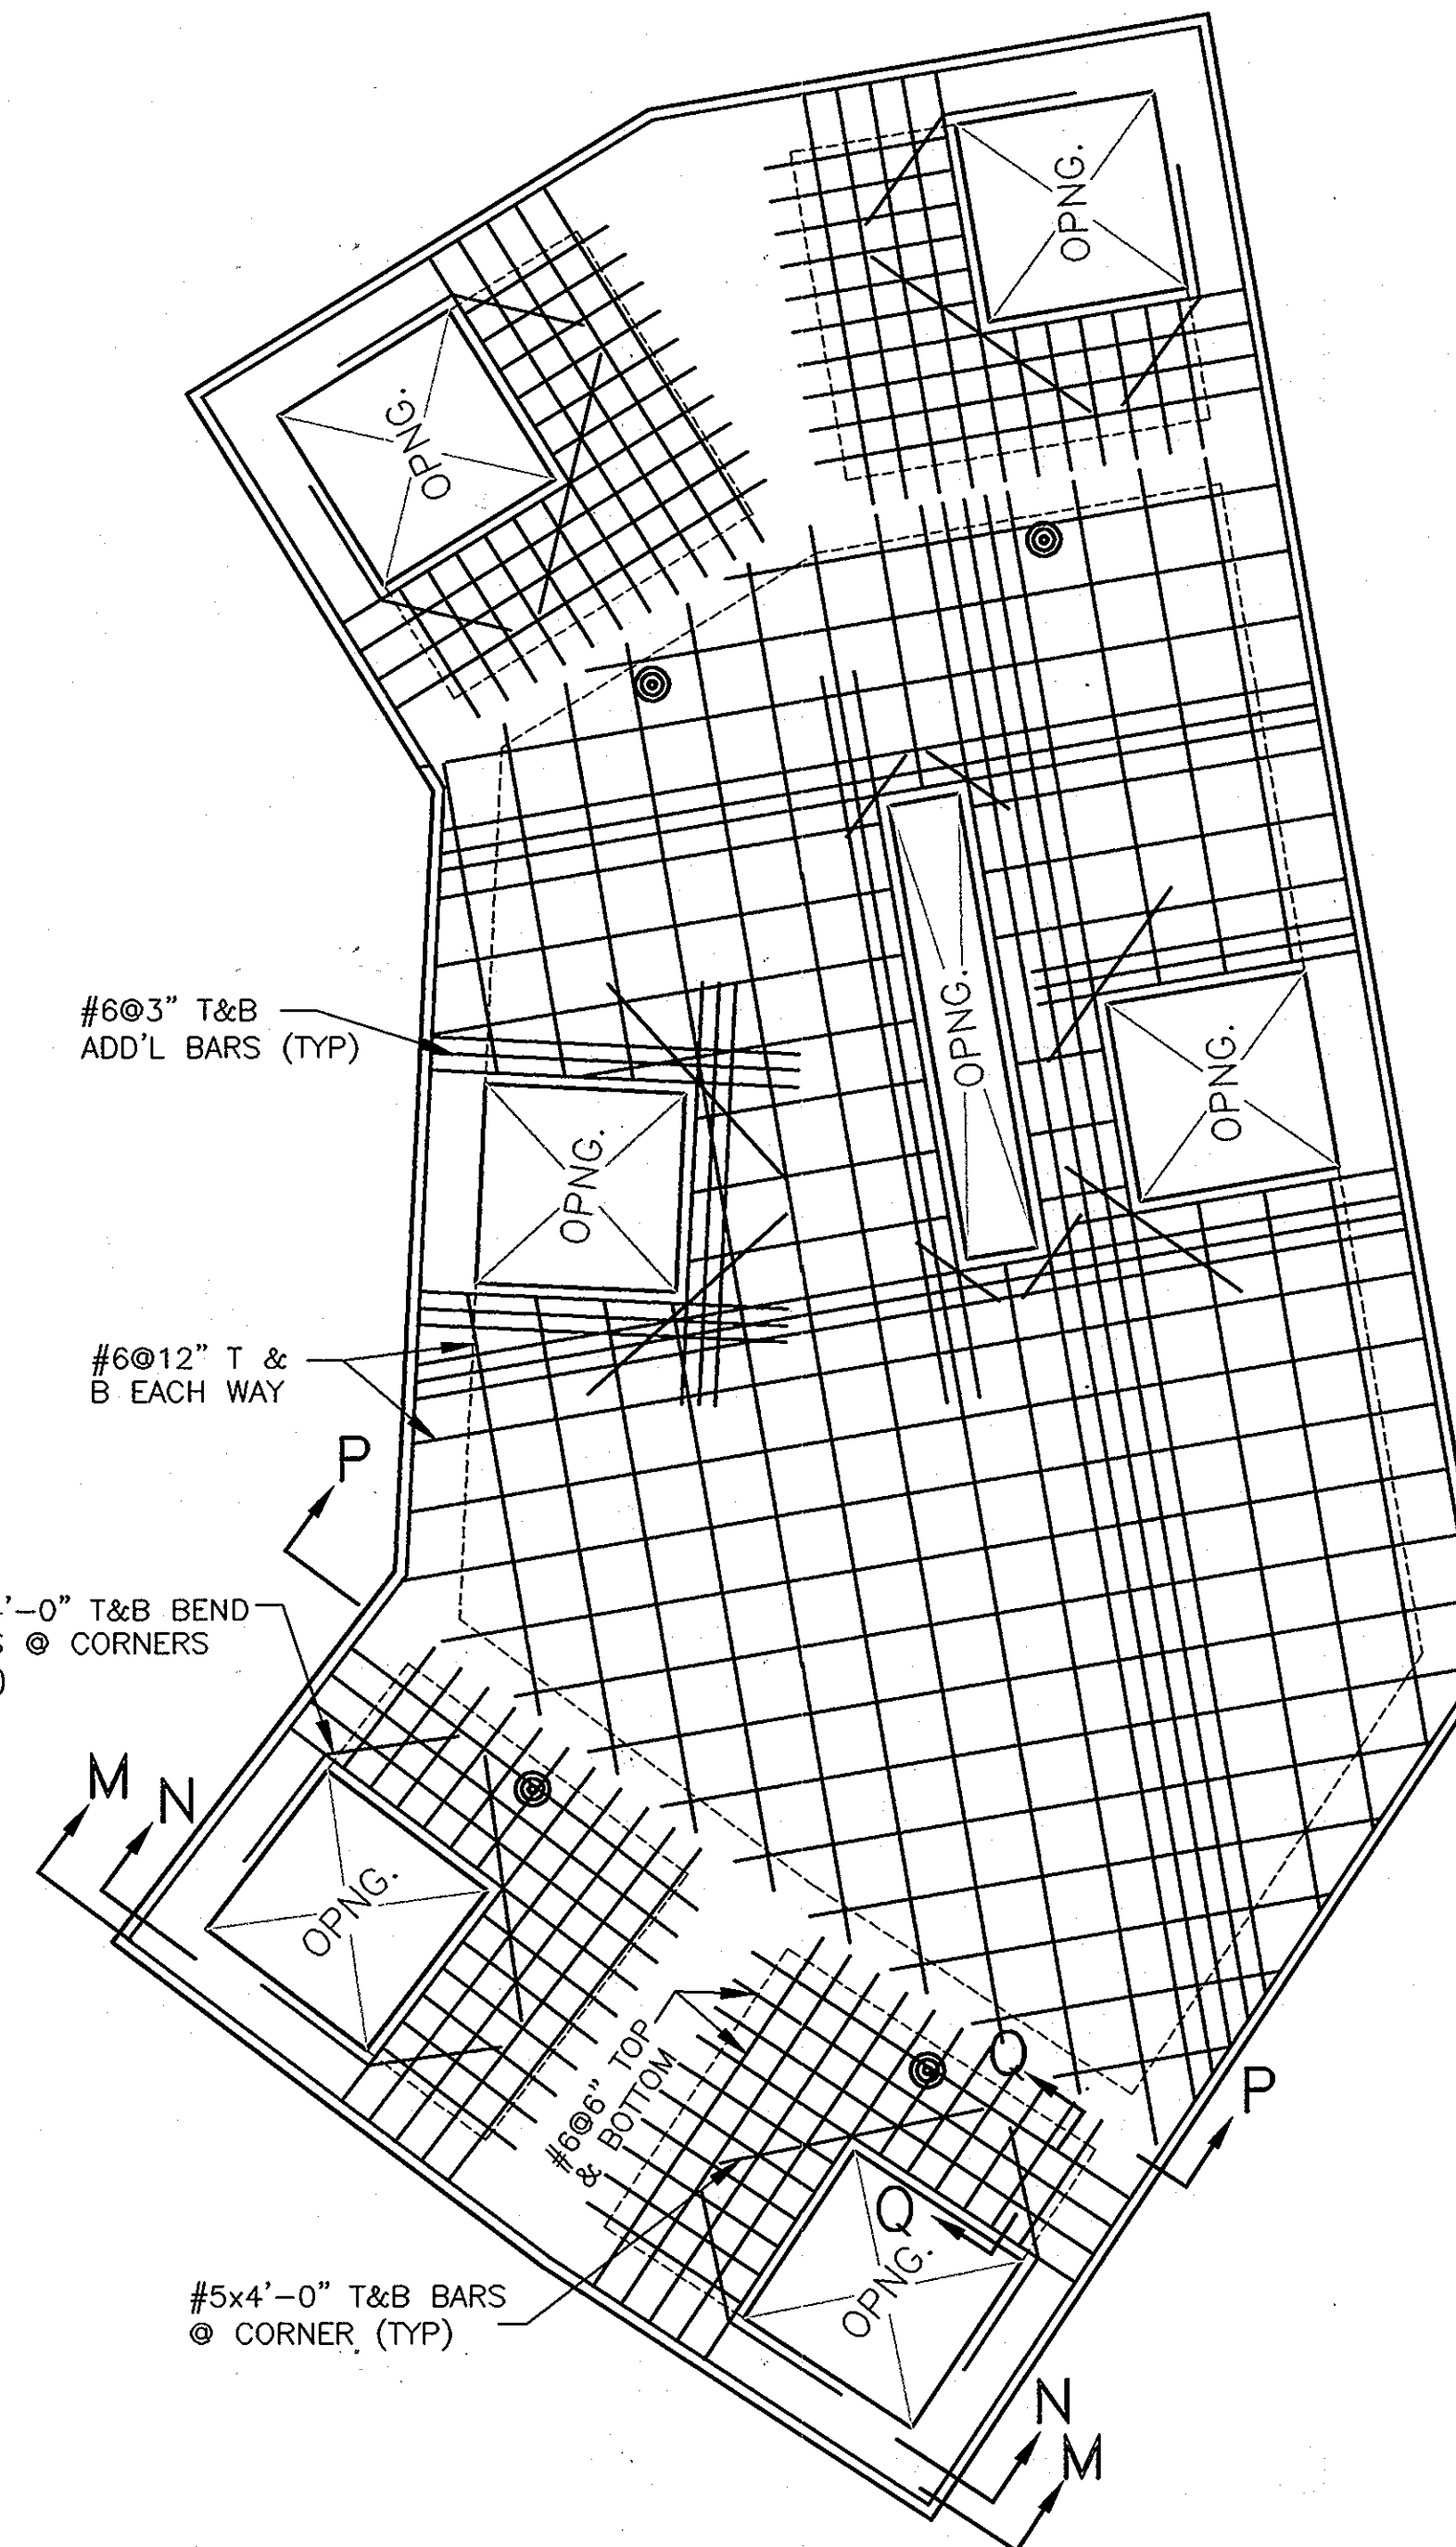 OPNG.
OPNG.
OPNG.
#6@3" T&B
ADD'L BARS (TYP)
OPNG.
OPNG.
#6@12" T &
B EACH WAY
P
'-0" T&B BEND
@ CORNERS
)
M
N
OPNG.
#6@6" TOP
& BOTTOM
Q
P
Q
OPNG.
#5x4'-0" T&B BARS
@ CORNER (TYP)
N
M